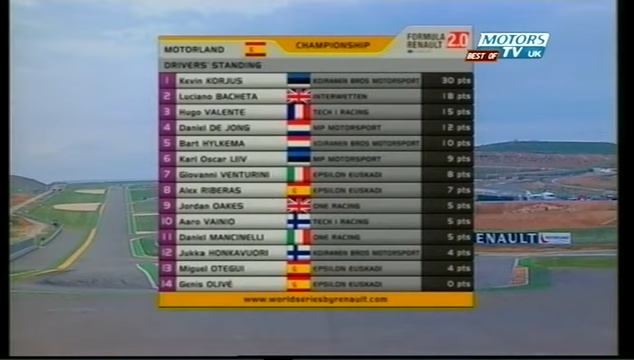 FORMULA RENAULT 2.0
MOTORS TV UK
BEST OF
MOTORLAND CHAMPIONSHIP
DRIVERS' STANDING
1 Kevin KORJUS KOIRANEN BROS MOTORSPORT 30 pts
2 Luciano BACHETA INTERWETTEN 18 pts
3 Hugo VALENTE TECH 1 RACING 15 pts
4 Daniel DE JONG MP MOTORSPORT 12 pts
5 Bart HYLKEMA KOIRANEN BROS MOTORSPORT 10 pts
6 Karl Oscar LIIV MP MOTORSPORT 9 pts
7 Giovanni VENTURINI EPSILON EUSKADI 8 pts
8 Alex RIBERAS EPSILON EUSKADI 7 pts
9 Jordan OAKES ONE RACING 5 pts
10 Aaro VAINIO TECH 1 RACING 5 pts
11 Daniel MANCINELLI ONE RACING 5 pts
12 Jukka HONKAVUORI KOIRANEN BROS MOTORSPORT 4 pts
13 Miguel OTEGUI EPSILON EUSKADI 4 pts
14 Genis OLIVÉ EPSILON EUSKADI 0 pts
www.worldseriesbyrenault.com
RENAULT